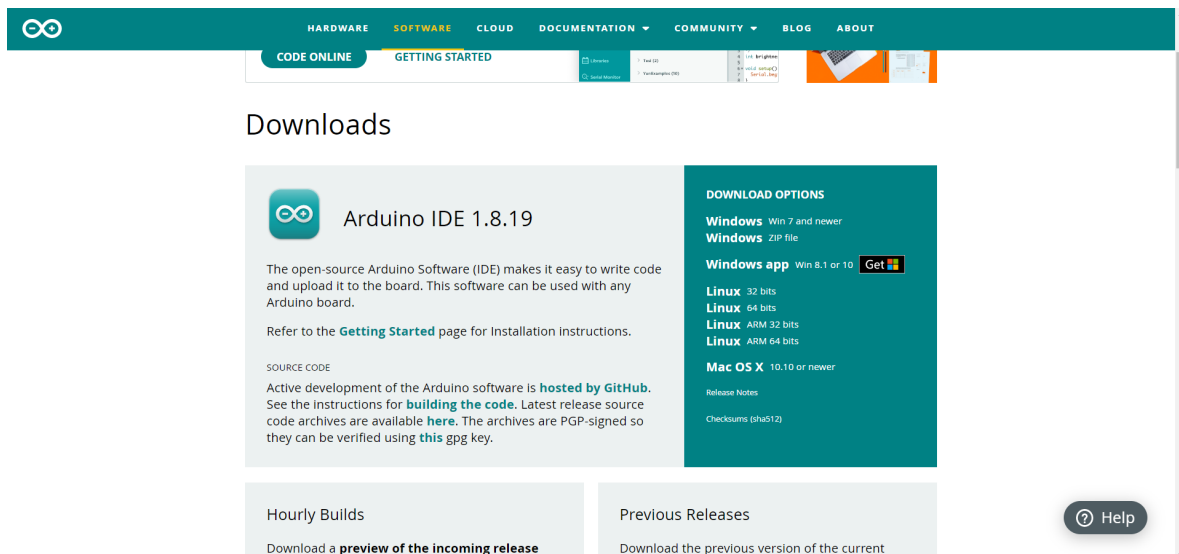 HARDWARE SOFTWARE CLOUD DOCUMENTATION COMMUNITY BLOG ABOUT
CODE ONLINE GETTING STARTED
Libraries
Serial Monitor
Test (2)
void setup()
Downloads
Arduino IDE 1.8.19
The open-source Arduino Software (IDE) makes it easy to write code
and upload it to the board. This software can be used with any
Arduino board.
Refer to the Getting Started page for Installation instructions.
SOURCE CODE
Active development of the Arduino software is hosted by GitHub.
See the instructions for building the code. Latest release source
code archives are available here. The archives are PGP-signed so
they can be verified using this gpg key.
DOWNLOAD OPTIONS
Windows Win 7 and newer
Windows ZIP file
Windows app Win 8.1 or 10 Get
Linux 32 bits
Linux 64 bits
Linux ARM 32 bits
Linux ARM 64 bits
Mac OS X 10.10 or newer
Release Notes
Checksums (sha512)
Hourly Builds
Download a preview of the incoming release
Previous Releases
Download the previous version of the current
Help